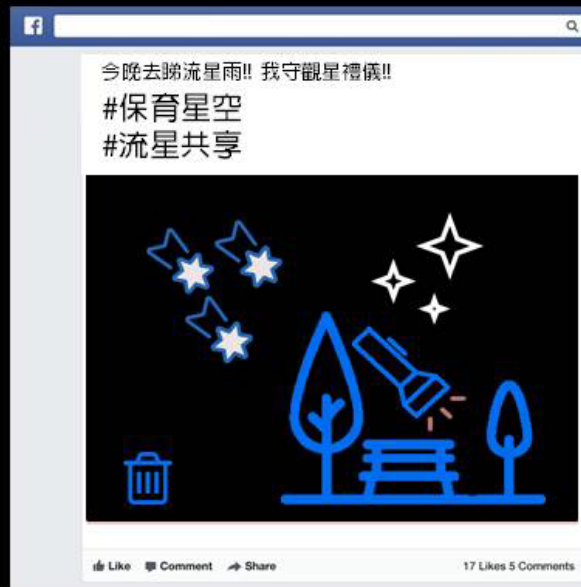 f
今晚去睇流星雨!! 我守觀星禮儀!!
#保育星空
#流星共享
Like Comment Share 17 Likes 5 Comments